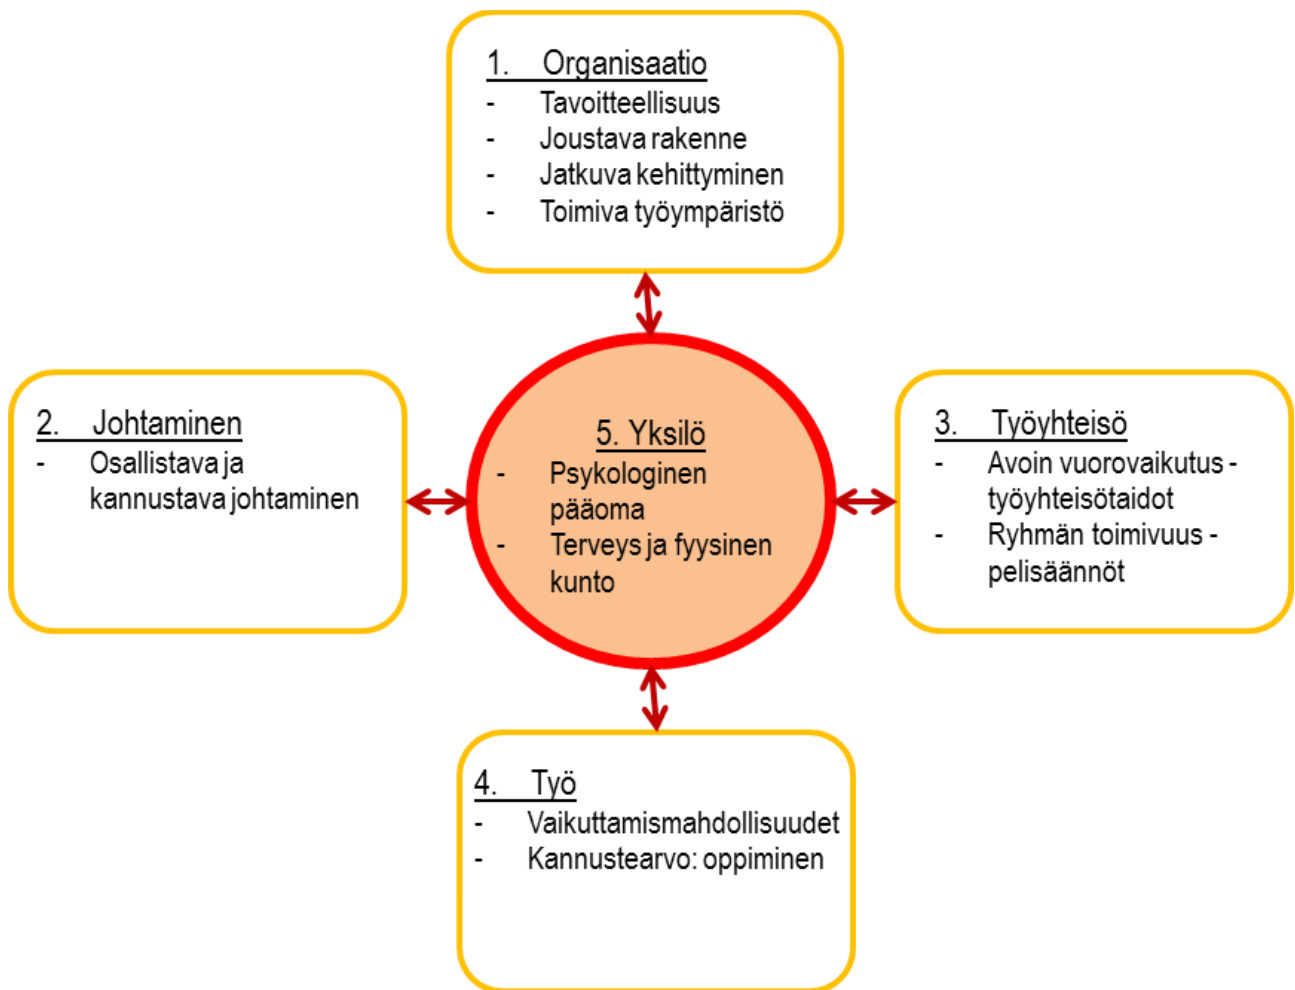 1. Organisaatio
- Tavoitteellisuus
- Joustava rakenne
- Jatkuva kehittyminen
- Toimiva työympäristö
2. Johtaminen
- Osallistava ja
kannustava johtaminen
5. Yksilö
- Psykologinen
pääoma
- Terveys ja fyysinen
kunto
3. Työyhteisö
- Avoin vuorovaikutus -
työyhteisötaidot
- Ryhmän toimivuus -
pelisäännöt
4. Työ
- Vaikuttamismahdollisuudet
- Kannustearvo: oppiminen